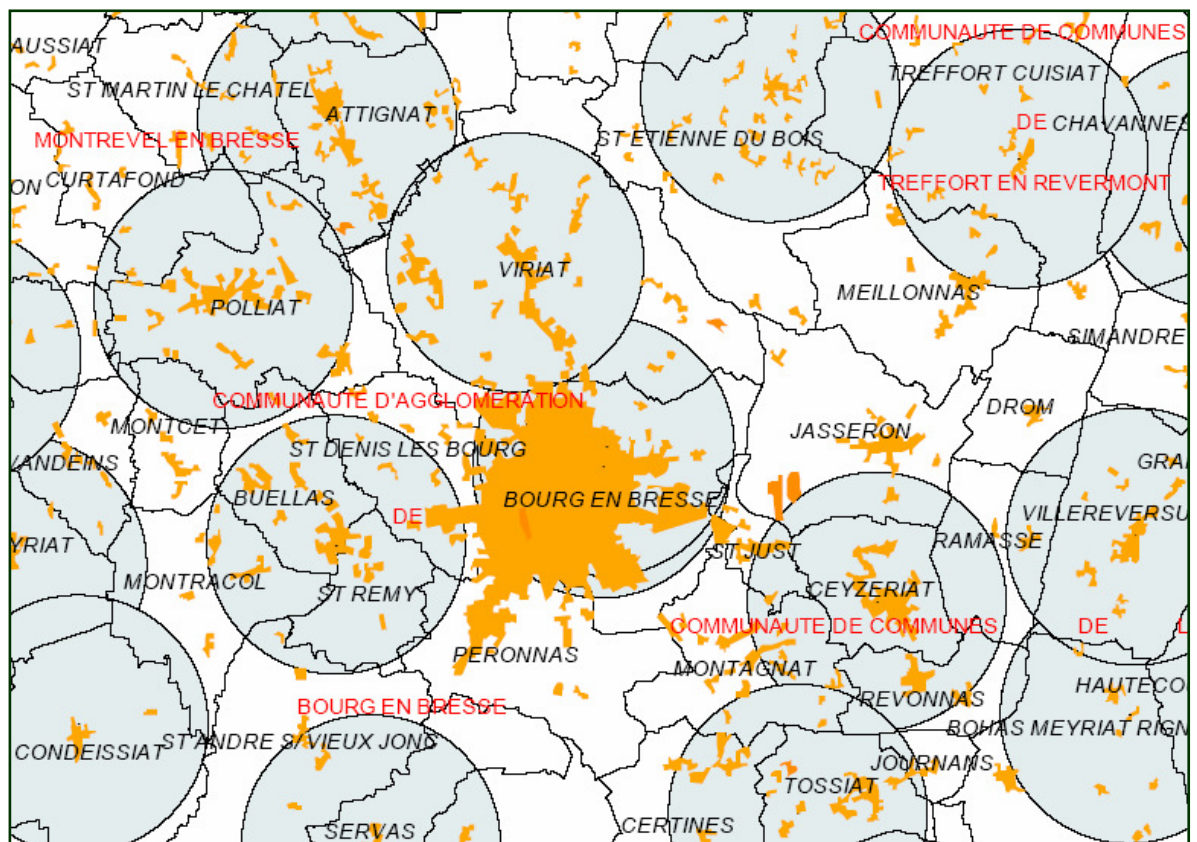 COMMUNAUTE DE COMMUNES
AUSSIAT
TREFFORT CUISIAT
ST MARTIN LE CHATEL
ATTIGNAT
DE CHAVANNES
MONTREVEL EN BRESSE
ST ETIENNE DU BOIS
ON CURTAFOND
TREFFORT EN REVERMONT
VIRIAT
MEILLONNAS
POLLIAT
SIMANDRE
COMMUNAUTE D'AGGLOMERATION
DROM
MONTCET
JASSERON
ST DENIS LES BOURG
VANDEINS
GRA
BUELLAS
BOURG EN BRESSE
VILLEREVERSU
DE
YRIAT
RAMASSE
ST JUST
MONTRACOL
ST REMY
CEYZERIAT
COMMUNAUTE DE COMMUNES DE L
PERONNAS
MONTAGNAT
HAUTECO
REVONNAS
BOURG EN BRESSE
BOHAS MEYRIAT RIGN
ST ANDRE S/ VIEUX JONC
CONDEISSIAT
JOURNANS
TOSSIAT
SERVAS
CERTINES